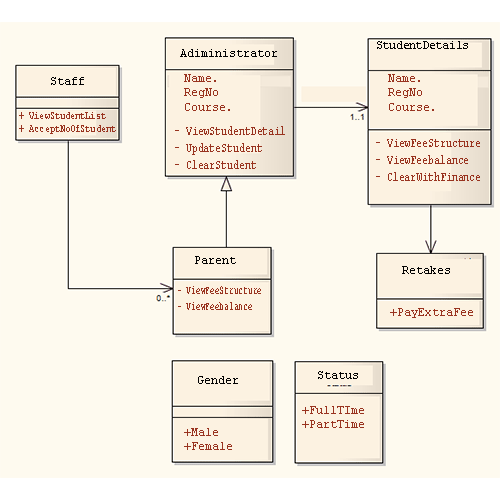 Staff
+ ViewStudentList
+ AcceptNoOfStudent
Adiministrator
Name.
RegNo
Course.
- ViewStudentDetail
- UpdateStudent
- ClearStudent
1..1
StudentDetails
Name.
RegNo
Course.
- ViewFeeStructure
- ViewFeebalance
- ClearWithFinance
0..*
Parent
- ViewFeeStructure
- ViewFeebalance
Retakes
+PayExtraFee
Gender
+Male
+Female
Status
+FullTIme
+PartTime